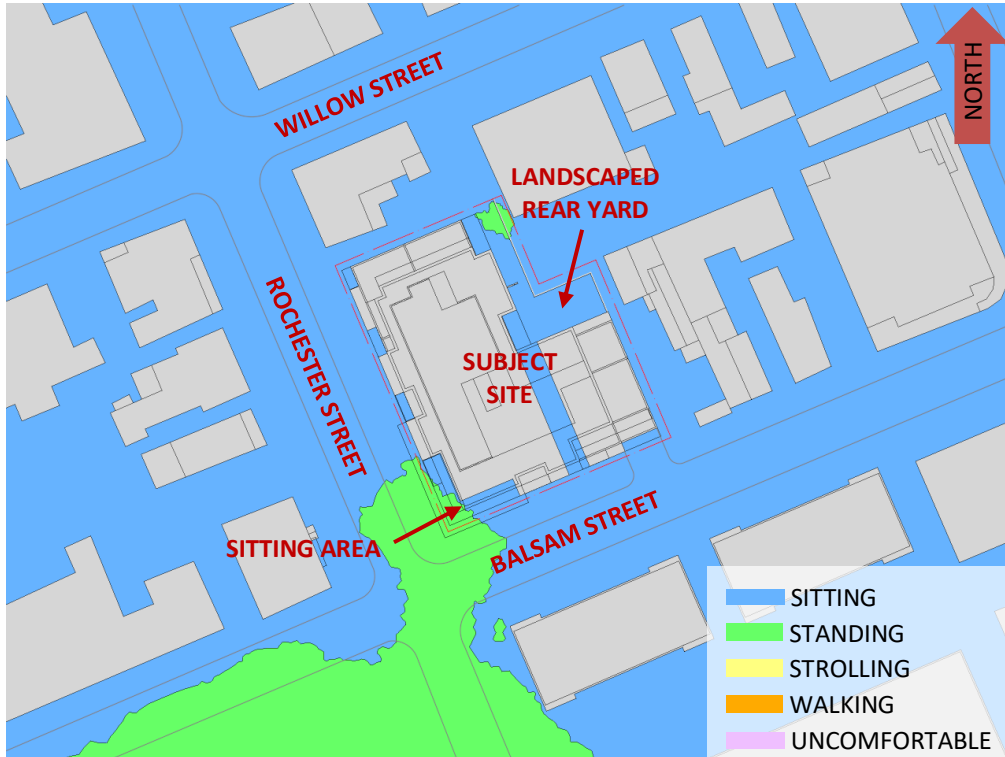 NORTH
WILLOW STREET
LANDSCAPED
REAR YARD
ROCHESTER STREET
SUBJECT
SITE
SITTING AREA
BALSAM STREET
SITTING
STANDING
STROLLING
WALKING
UNCOMFORTABLE